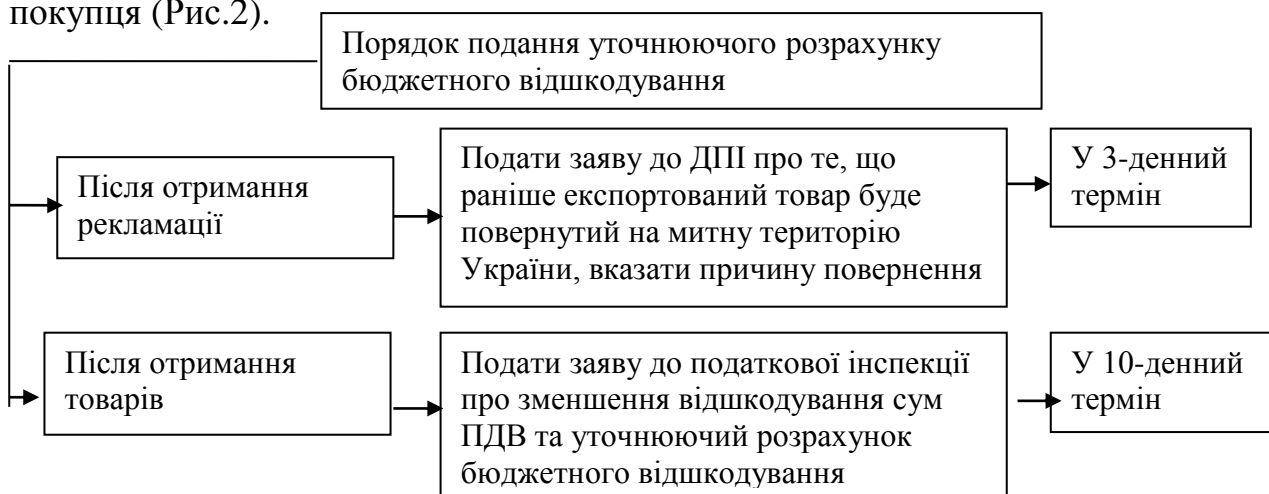 покупця (Рис.2).
Порядок подання уточнюючого розрахунку
бюджетного відшкодування
Після отримання
рекламації
Подати заяву до ДПІ про те, що
раніше експортований товар буде
повернутий на митну територію
України, вказати причину повернення
У 3-денний
термін
Після отримання
товарів
Подати заяву до податкової інспекції
про зменшення відшкодування сум
ПДВ та уточнюючий розрахунок
бюджетного відшкодування
У 10-денний
термін